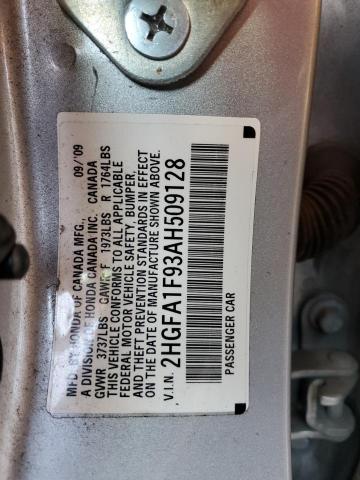 MFD BY HONDA OF CANADA MFG. 09/'09
A DIVISION OF HONDA CANADA INC. CANADA
GVWR 3737LBS GAWR F 1973LBS R 1764LBS
THIS VEHICLE CONFORMS TO ALL APPLICABLE
FEDERAL MOTOR VEHICLE SAFETY, BUMPER,
AND THEFT PREVENTION STANDARDS IN EFFECT
ON THE DATE OF MANUFACTURE SHOWN ABOVE.
V.I.N. 2HGFA1F93AH509128
PASSENGER CAR